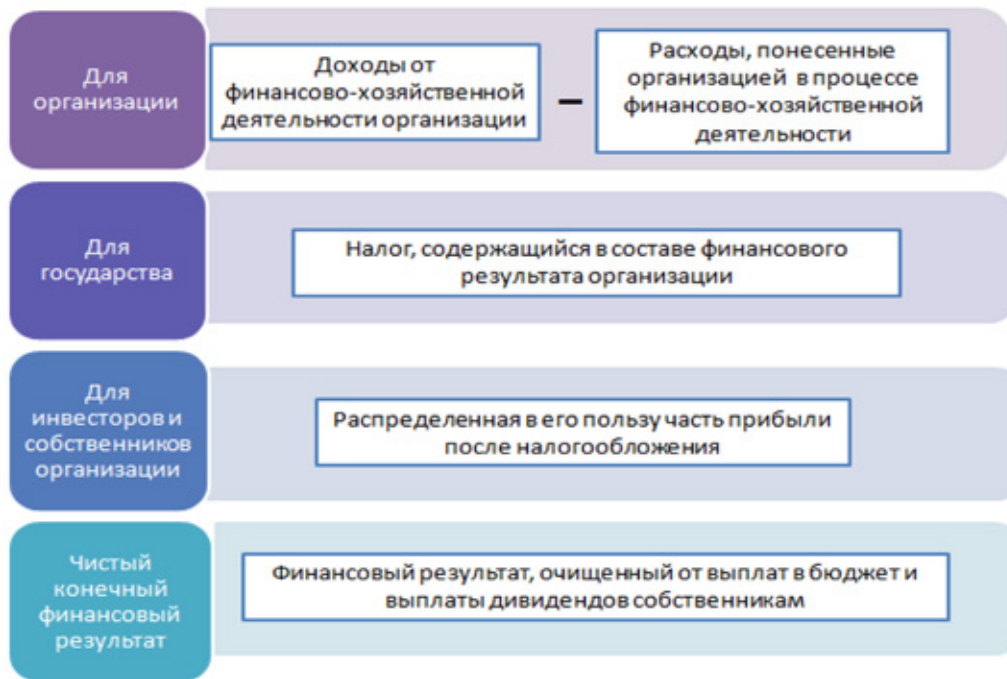 Для
организации
Доходы от
финансово-хозяйственной
деятельности организации
–
Расходы, понесенные
организацией в процессе
финансово-хозяйственной
деятельности
Для
государства
Налог, содержащийся в составе финансового
результата организации
Для
инвесторов и
собственников
организации
Распределенная в его пользу часть прибыли
после налогообложения
Чистый
конечный
финансовый
результат
Финансовый результат, очищенный от выплат в бюджет и
выплаты дивидендов собственникам